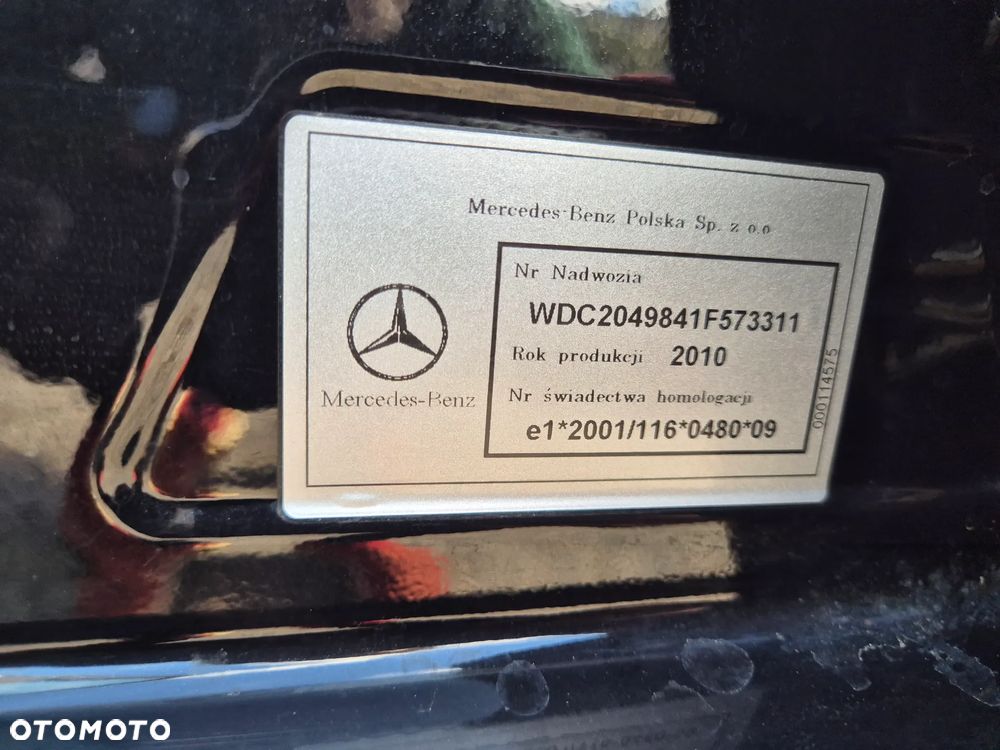 Mercedes-Benz Polska Sp. z o.o
Nr Nadwozia
WDC2049841F573311
Rok produkcji 2010
Nr świadectwa homologacji
e1*2001/116*0480*09
000114575
Mercedes-Benz
OTOMOTO